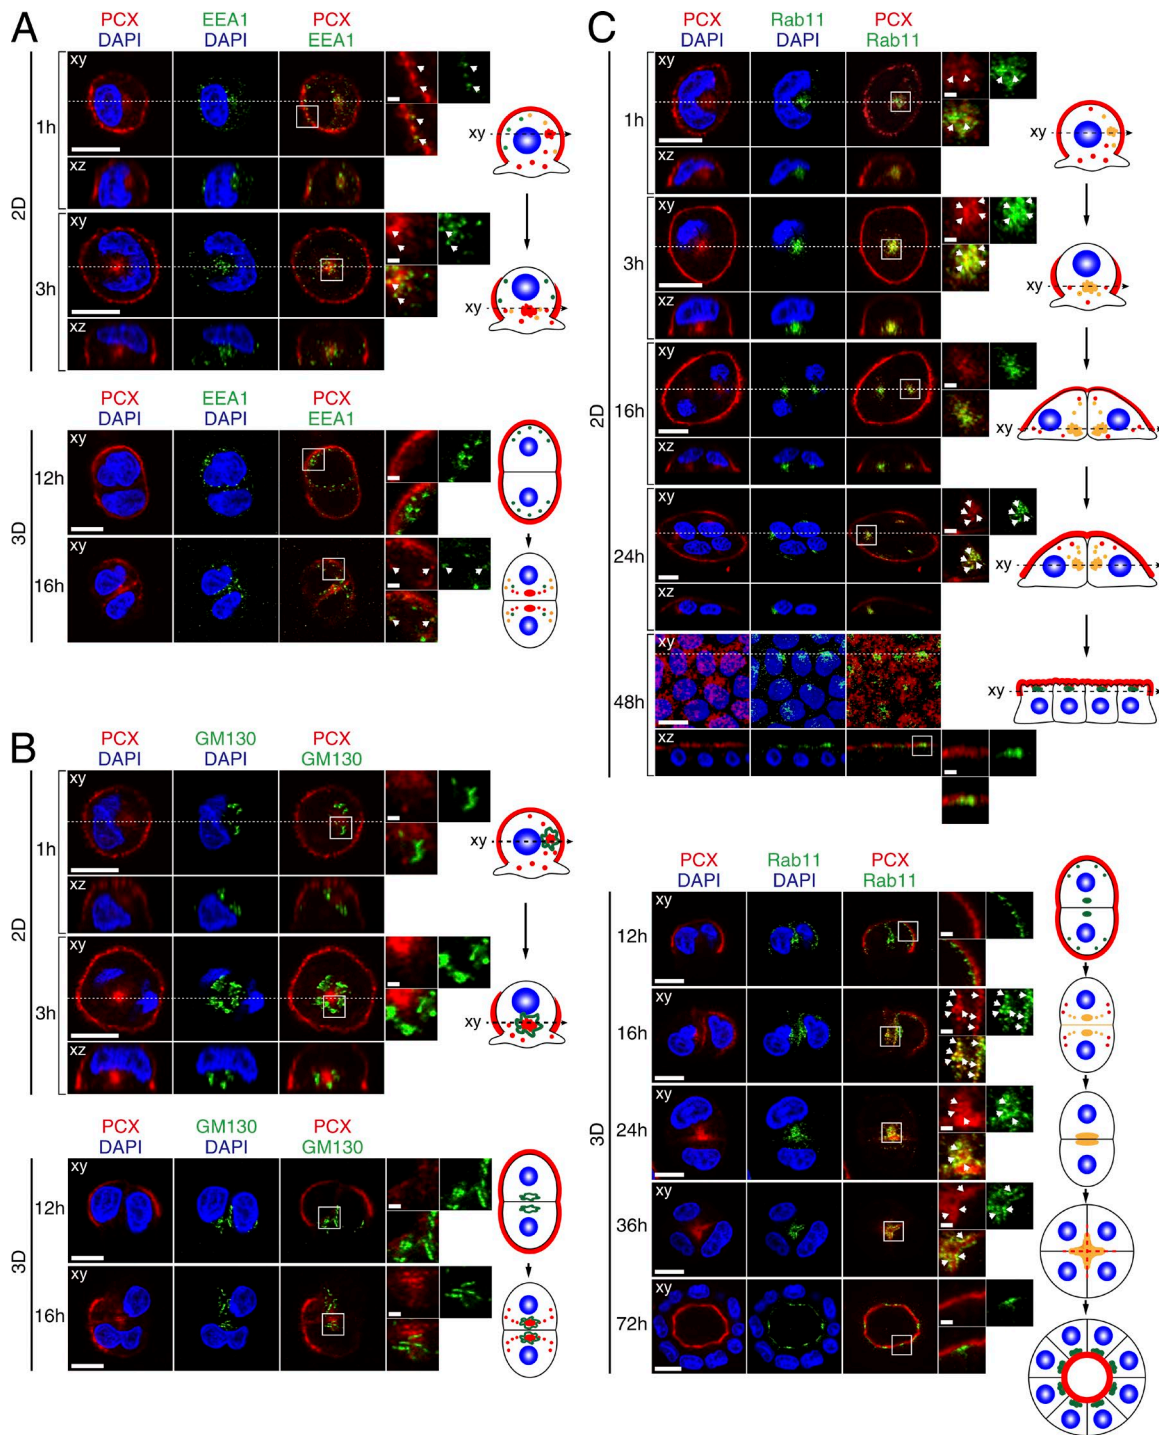 A
PCX EEA1 PCX
DAPI DAPI EEA1
2D
1h
xy
xz
xy
3h
xy
xz
xy
PCX EEA1 PCX
DAPI DAPI EEA1
3D
12h
xy
16h
xy
B
PCX GM130 PCX
DAPI DAPI GM130
2D
1h
xy
xz
xy
3h
xy
xz
xy
PCX GM130 PCX
DAPI DAPI GM130
3D
12h
xy
16h
xy
C
PCX Rab11 PCX
DAPI DAPI Rab11
2D
1h
xy
xz
xy
3h
xy
xz
xy
16h
xy
xz
xy
24h
xy
xz
xy
48h
xy
xz
xy
PCX Rab11 PCX
DAPI DAPI Rab11
3D
12h
xy
16h
xy
24h
xy
36h
xy
72h
xy